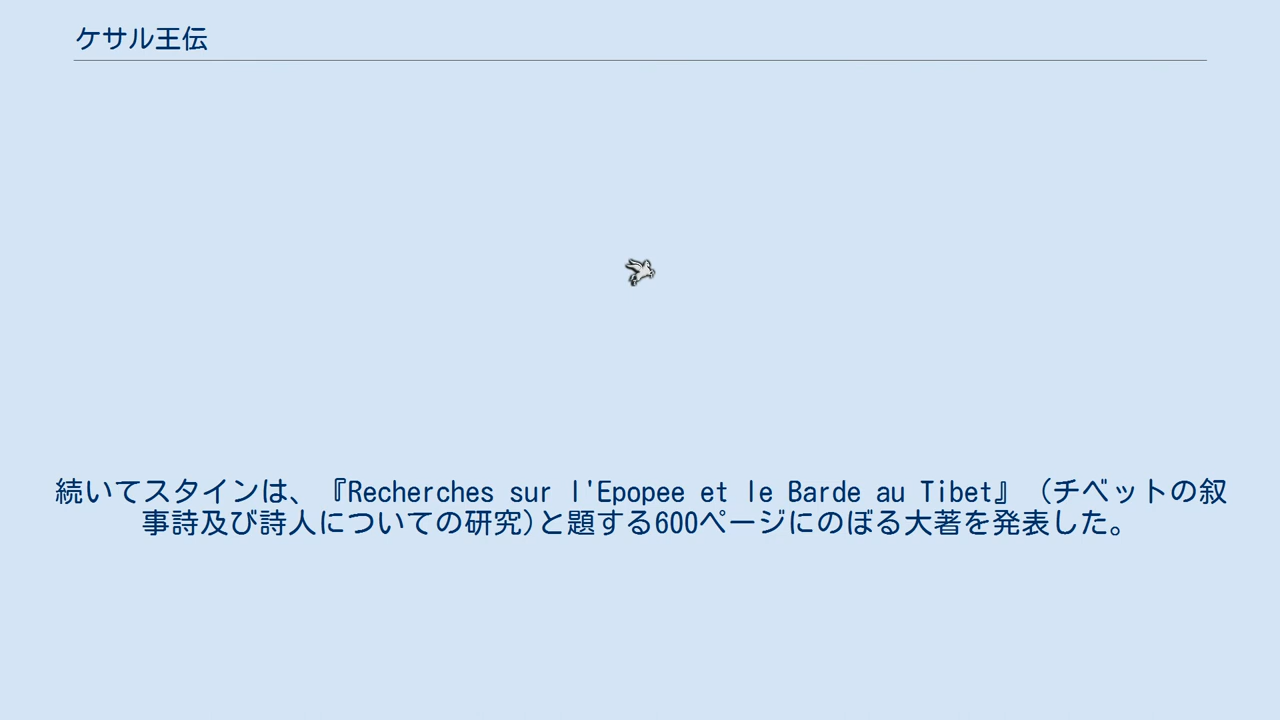 ケサル王伝
続いてスタインは、『Recherches sur l'Epopee et le Barde au Tibet』（チベットの叙
事詩及び詩人についての研究)と題する600ページにのぼる大著を発表した。